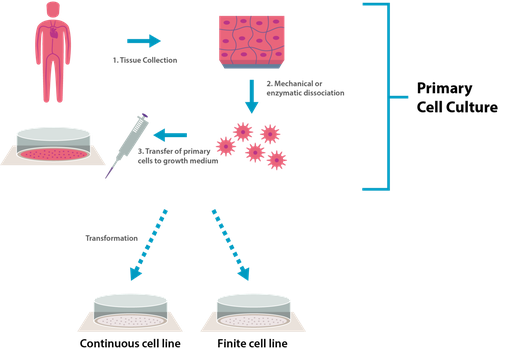 1. Tissue Collection
2. Mechanical or
enzymatic dissociation
Primary
Cell Culture
3. Transfer of primary
cells to growth medium
Transformation
Continuous cell line
Finite cell line